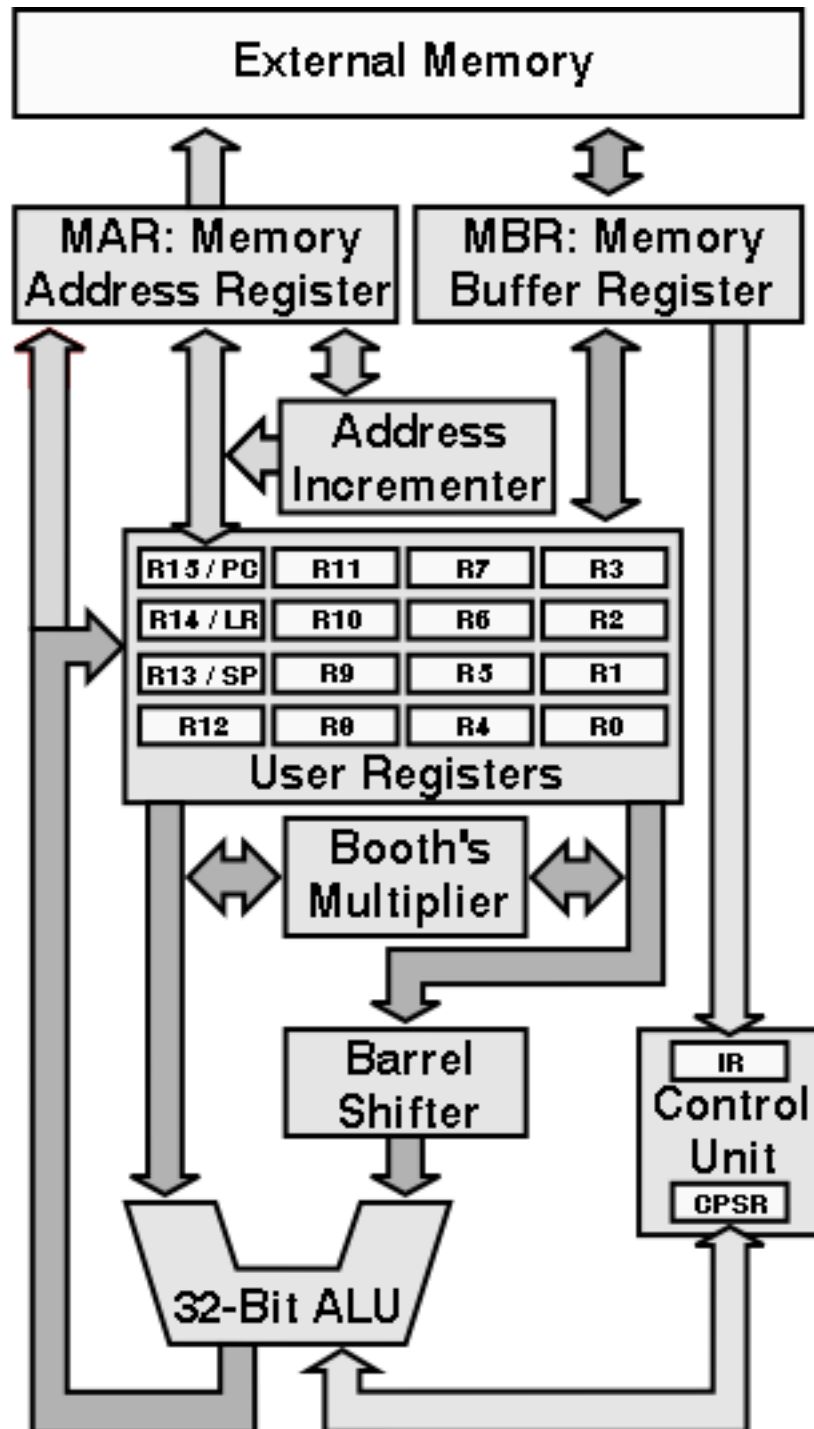 External Memory
MAR: Memory
Address Register
MBR: Memory
Buffer Register
Address
Incrementer
R15 / PC R11 R7 R3
R14 / LR R10 R6 R2
R13 / SP R9 R5 R1
R12 R8 R4 R0
User Registers
Booth's
Multiplier
Barrel
Shifter
IR
Control
Unit
CPSR
32-Bit ALU